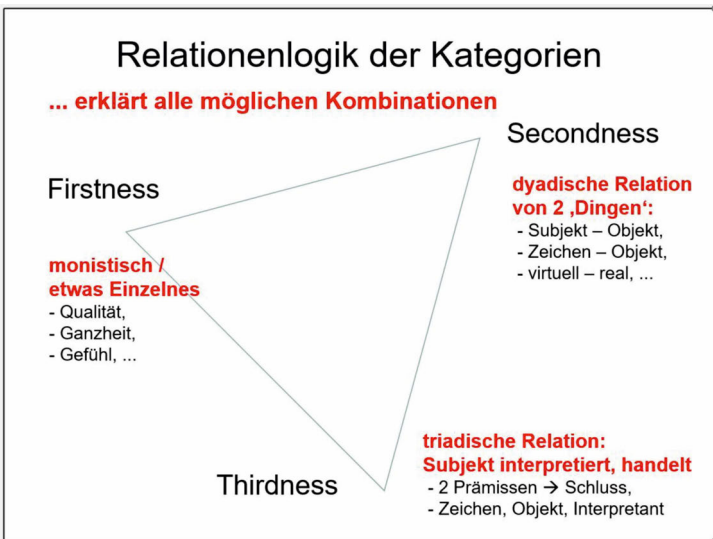 Relationenlogik der Kategorien
... erklärt alle möglichen Kombinationen
Secondness
Firstness
dyadische Relation
von 2 ‚Dingen‘:
- Subjekt – Objekt,
- Zeichen – Objekt,
- virtuell – real, ...
monistisch /
etwas Einzelnes
- Qualität,
- Ganzheit,
- Gefühl, ...
triadische Relation:
Subjekt interpretiert, handelt
- 2 Prämissen → Schluss,
- Zeichen, Objekt, Interpretant
Thirdness